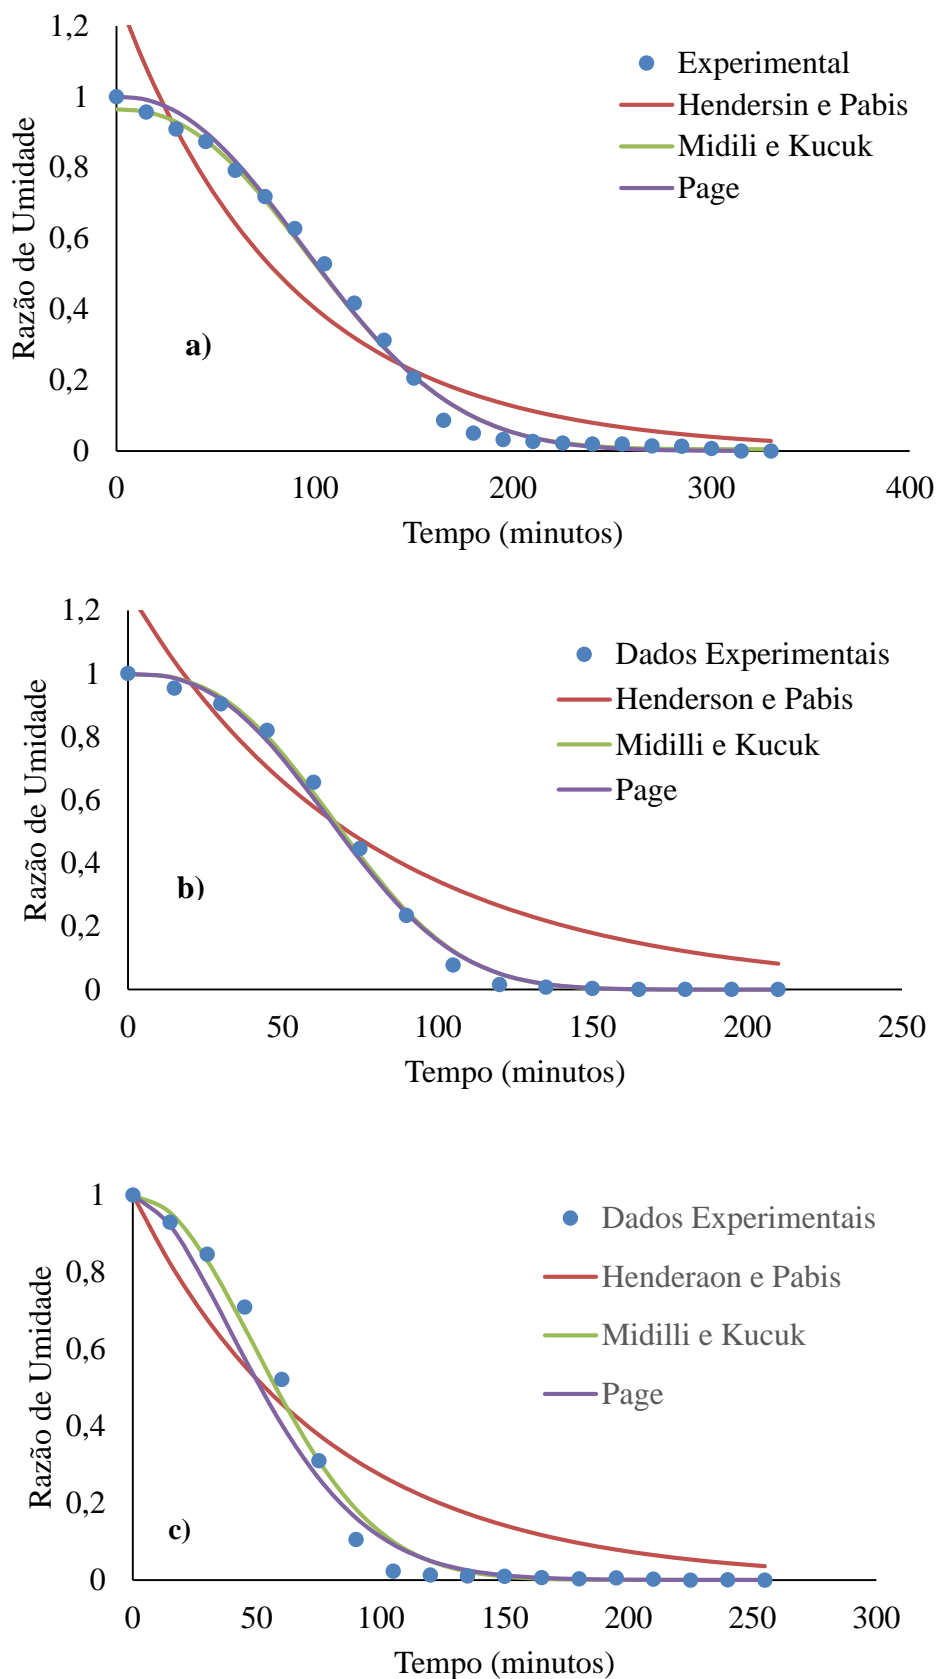 1,2
1
0,8
0,6
0,4
0,2
0
Razão de Umidade
a)
Experimental
Hendersin e Pabis
Midili e Kucuk
Page
0 100 200 300 400
Tempo (minutos)
1,2
1
0,8
0,6
0,4
0,2
0
Razão de Umidade
b)
Dados Experimentais
Henderson e Pabis
Midilli e Kucuk
Page
0 50 100 150 200 250
Tempo (minutos)
1
0,8
0,6
0,4
0,2
0
Razão de Umidade
c)
Dados Experimentais
Henderaon e Pabis
Midilli e Kucuk
Page
0 50 100 150 200 250 300
Tempo (minutos)